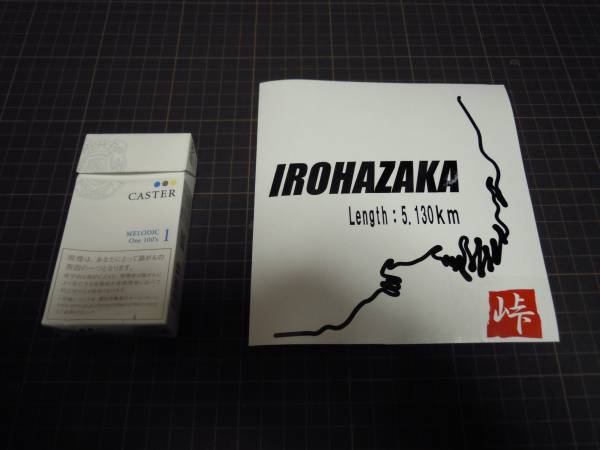 CASTER
MELODIC
One 100's 1
喫煙は、あなたにとって肺がんの
原因の一つとなります。
IROHAZAKA
Length：5,130km
峠